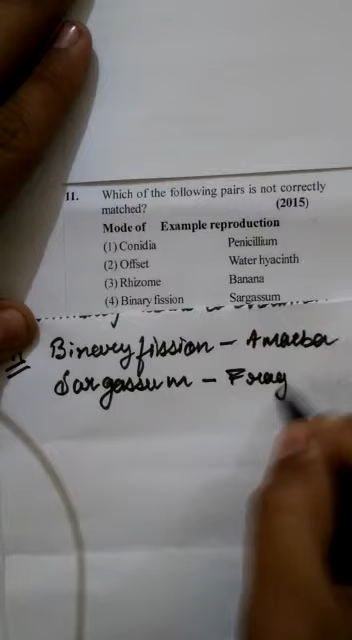 11. Which of the following pairs is not correctly
matched? (2015)
Mode of Example reproduction
(1) Conidia Penicillium
(2) Offset Water hyacinth
(3) Rhizome Banana
(4) Binary fission Sargassum
Binary fission - Amoeba
Sargassum - Frag